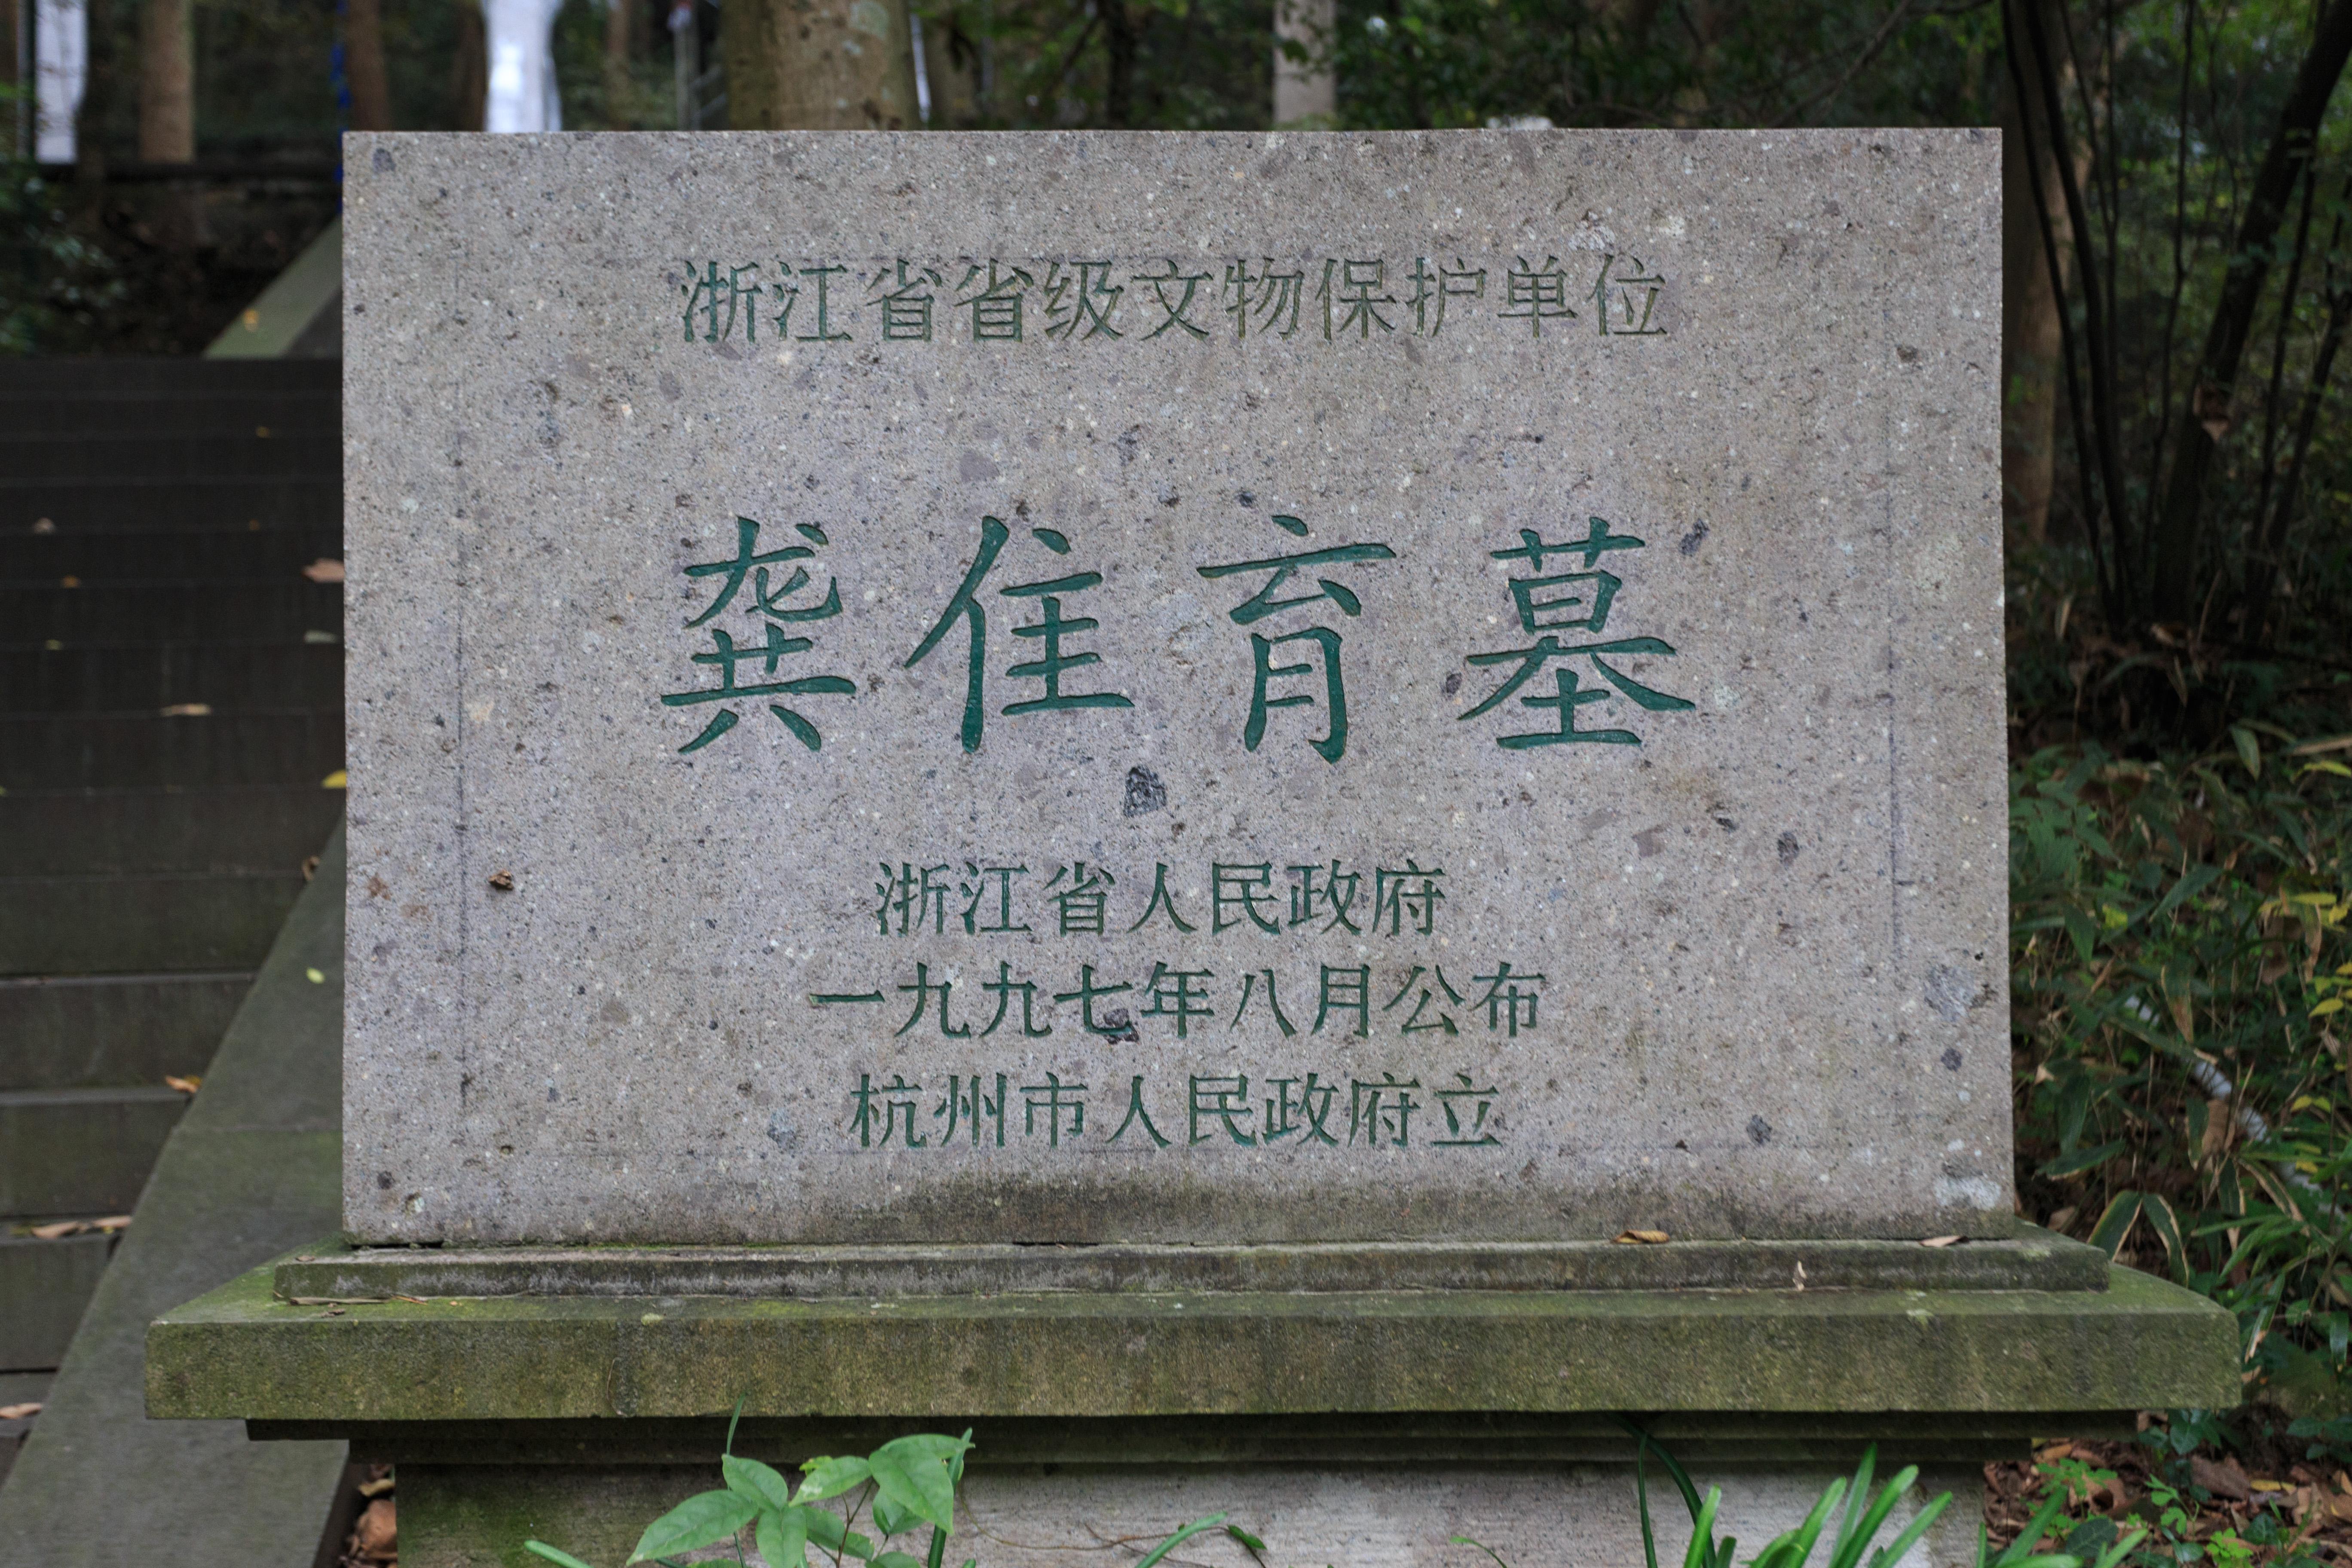 浙江省省级文物保护单位
龚隹育墓
浙江省人民政府
一九九七年八月公布
杭州市人民政府立